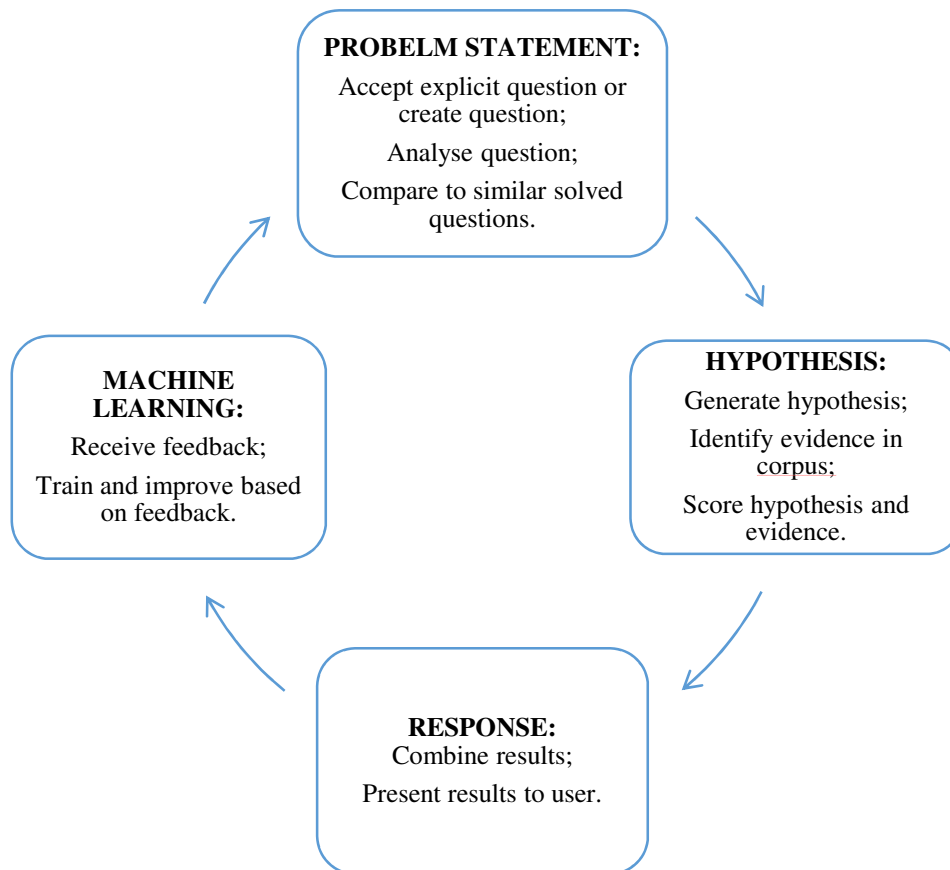 PROBELM STATEMENT:
Accept explicit question or
create question;
Analyse question;
Compare to similar solved
questions.
HYPOTHESIS:
Generate hypothesis;
Identify evidence in
corpus;
Score hypothesis and
evidence.
RESPONSE:
Combine results;
Present results to user.
MACHINE
LEARNING:
Receive feedback;
Train and improve based
on feedback.